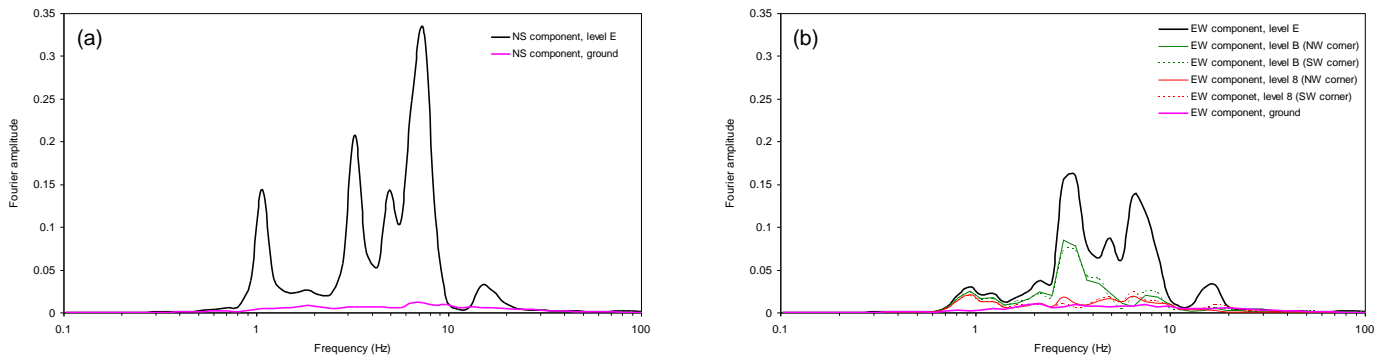 (a)
0.35
0.3
0.25
0.2
0.15
0.1
0.05
0
Fourier amplitude
0.1
1
10
100
Frequency (Hz)
NS component, level E
NS component, ground
(b)
0.35
0.3
0.25
0.2
0.15
0.1
0.05
0
Fourier amplitude
0.1
1
10
100
Frequency (Hz)
EW component, level E
EW component, level B (NW corner)
EW component, level B (SW corner)
EW component, level 8 (NW corner)
EW componet, level 8 (SW corner)
EW component, ground